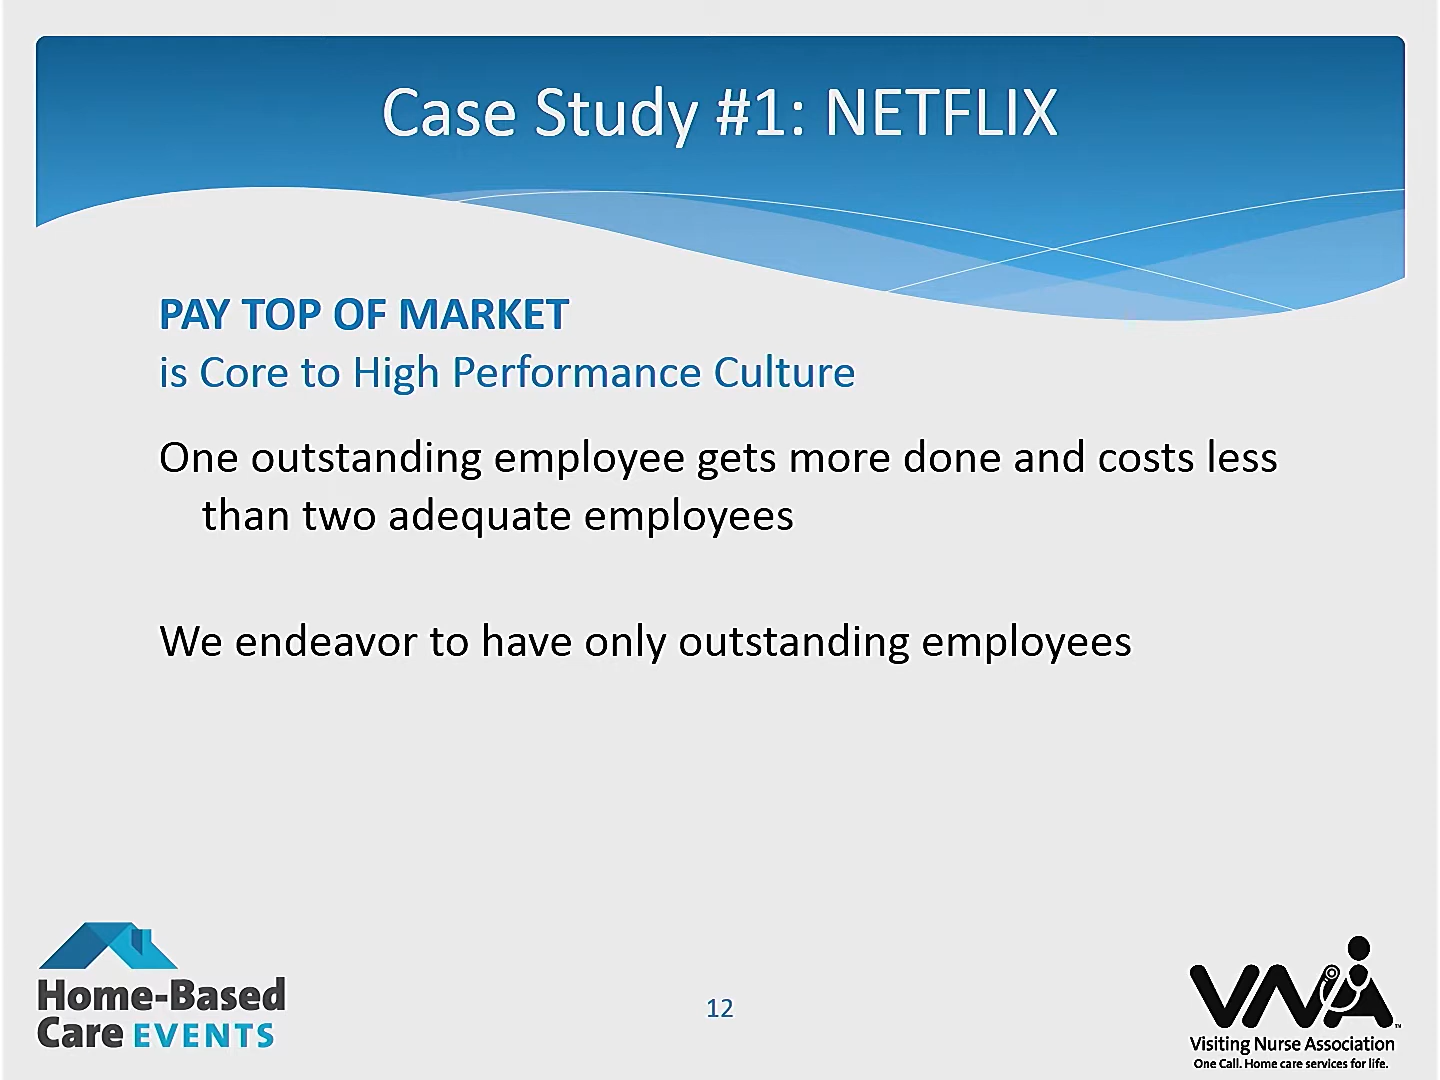 Case Study #1: NETFLIX
PAY TOP OF MARKET
is Core to High Performance Culture
One outstanding employee gets more done and costs less
than two adequate employees
We endeavor to have only outstanding employees
Home-Based
Care EVENTS
12
VNA
TM
Visiting Nurse Association
One Call. Home care services for life.